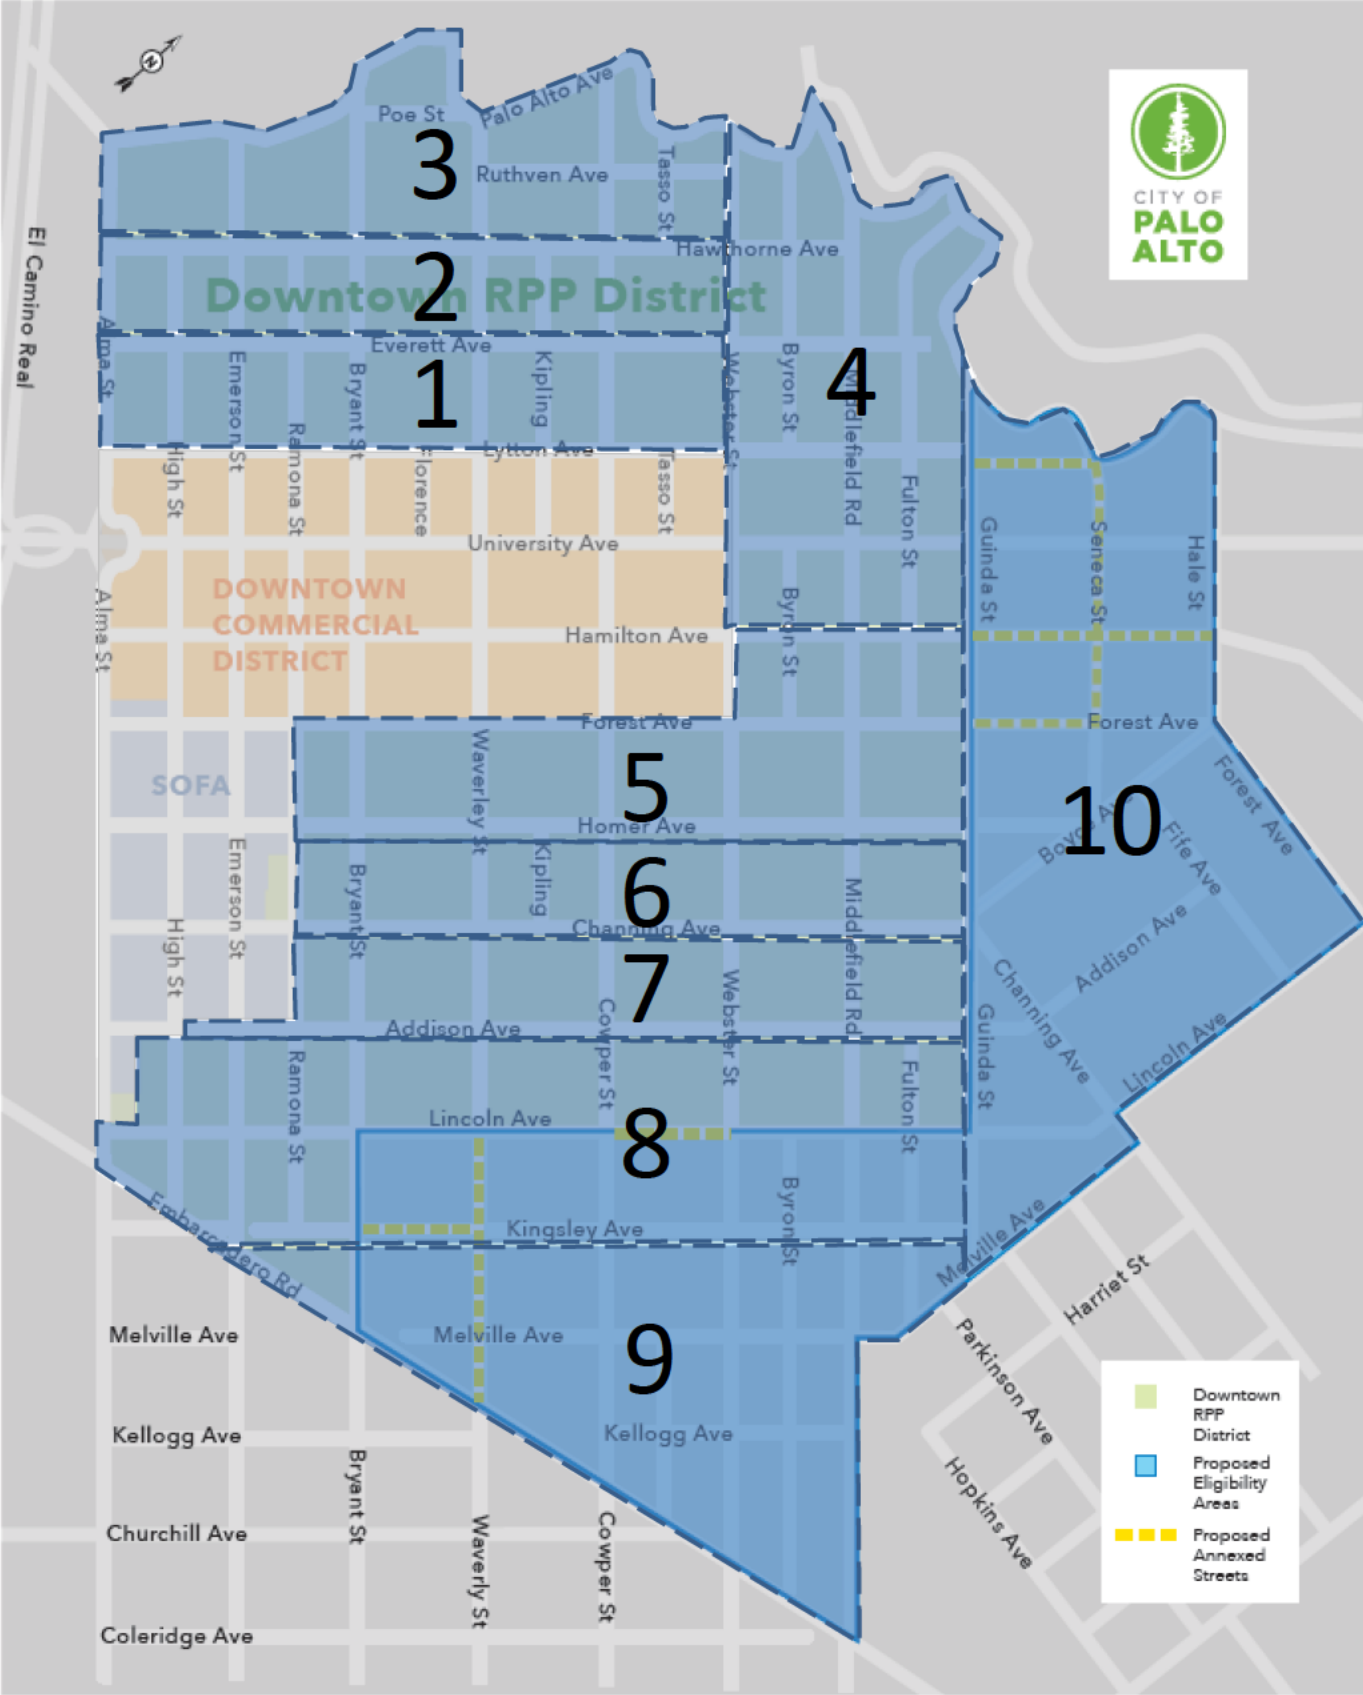 N
CITY OF
PALO
ALTO
Poe St
Palo Alto Ave
3
Ruthven Ave
Tasso St
El Camino Real
Hawthorne Ave
2
Downtown RPP District
Alma St
Everett Ave
1
4
Emerson St
Ramona St
Bryant St
Kipling
Webster St
Byron St
Middlefield Rd
Lytton Ave
High St
Florence
Tasso St
Fulton St
Guinda St
Seneca St
Hale St
University Ave
DOWNTOWN
COMMERCIAL
DISTRICT
Alma St
Hamilton Ave
Byron St
Forest Ave
Forest Ave
5
SOFA
Waverley St
Homer Ave
10
Boyce Ave
Fife Ave
Forest Ave
Emerson St
Bryant St
Kipling
6
Middlefield Rd
Channing Ave
Addison Ave
High St
7
Cowper St
Webster St
Channing Ave
Guinda St
Addison Ave
Lincoln Ave
Ramona St
Fulton St
Lincoln Ave
8
Byron St
Embarcadero Rd
Kingsley Ave
Melville Ave
Harriet St
Melville Ave
Melville Ave
9
Parkinson Ave
Kellogg Ave
Kellogg Ave
Hopkins Ave
Bryant St
Waverly St
Cowper St
Churchill Ave
Coleridge Ave
Downtown
RPP
District
Proposed
Eligibility
Areas
Proposed
Annexed
Streets